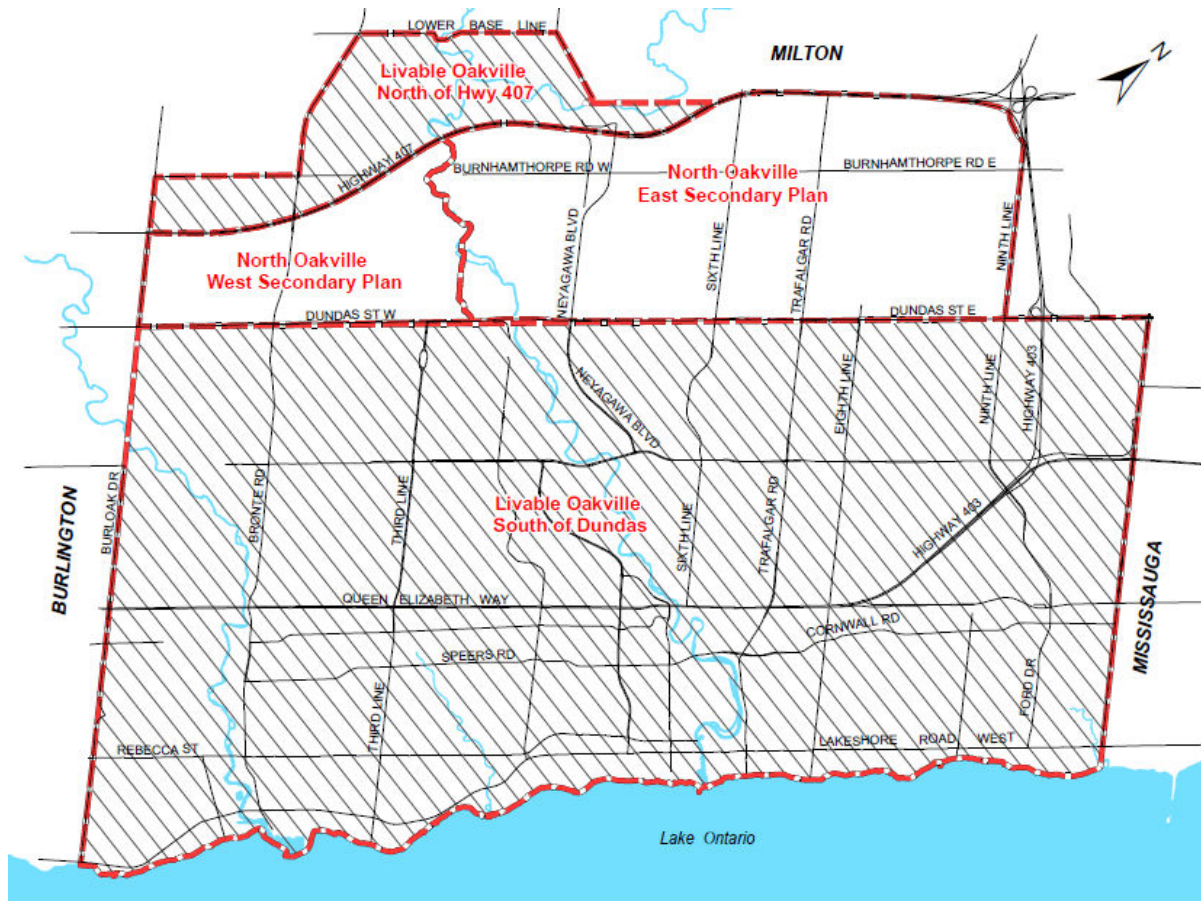 LOWER BASE LINE
MILTON
N
Livable Oakville
North of Hwy 407
HIGHWAY 407
BURNHAMTHORPE RD W
North Oakville
East Secondary Plan
BURNHAMTHORPE RD E
NEYAGAWA BLVD
SIXTH LINE
TRAFALGAR RD
NINTH LINE
North Oakville
West Secondary Plan
DUNDAS ST W
DUNDAS ST E
NEYAGAWA BLVD
EIGHTH LINE
NINTH LINE
HIGHWAY 403
BURLINGTON
BURLOAK DR
BRONTE RD
THIRD LINE
Livable Oakville
South of Dundas
SIXTH LINE
TRAFALGAR RD
HIGHWAY 403
QUEEN ELIZABETH WAY
CORNWALL RD
SPEERS RD
MISSISSAUGA
THIRD LINE
FORD DR
REBECCA ST
LAKESHORE ROAD WEST
Lake Ontario